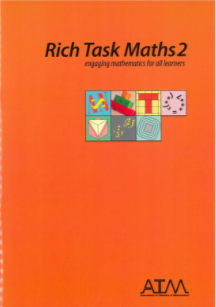 Rich Task Maths 2
engaging mathematics for all learners
ATM